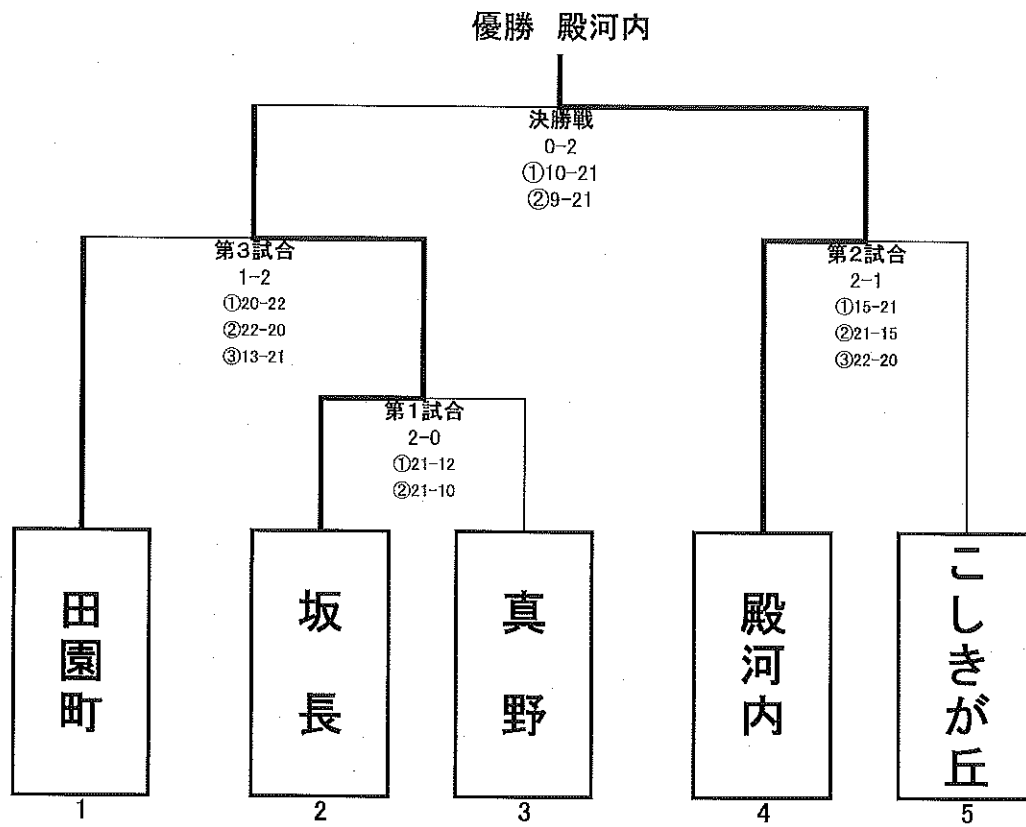 優勝 殿河内
決勝戦
0-2
①10-21
②9-21
第3試合
1-2
①20-22
②22-20
③13-21
第2試合
2-1
①15-21
②21-15
③22-20
第1試合
2-0
①21-12
②21-10
田園町
坂長
真野
殿河内
こしきが丘
1
2
3
4
5